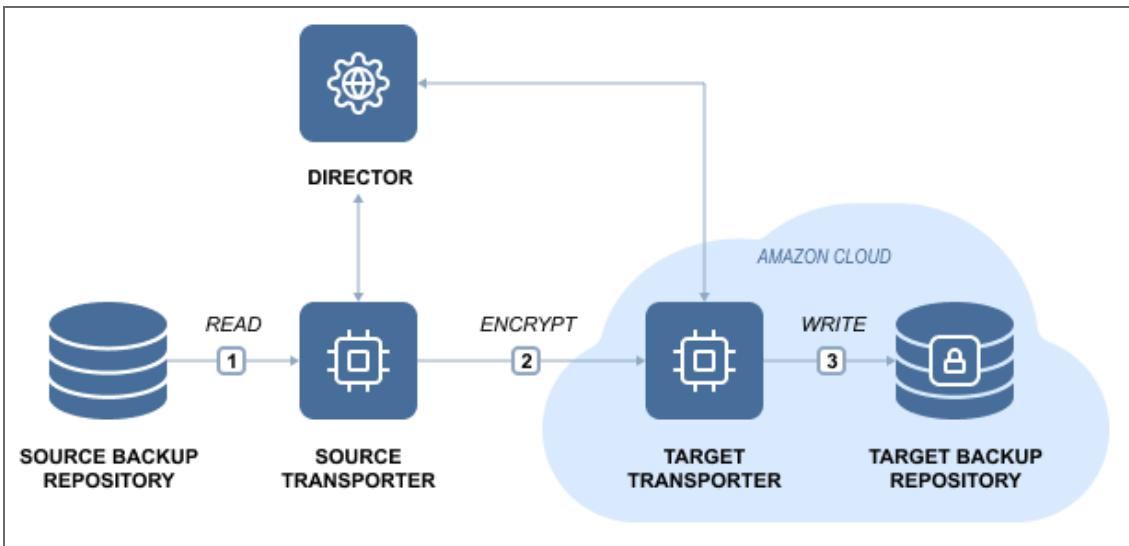 DIRECTOR
AMAZON CLOUD
READ
1
ENCRYPT
2
WRITE
3
SOURCE BACKUP
REPOSITORY
SOURCE
TRANSPORTER
TARGET
TRANSPORTER
TARGET BACKUP
REPOSITORY